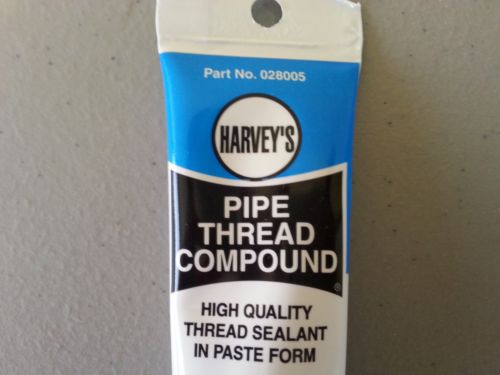 Part No. 028005
HARVEY'S
PIPE
THREAD
COMPOUND
®
HIGH QUALITY
THREAD SEALANT
IN PASTE FORM